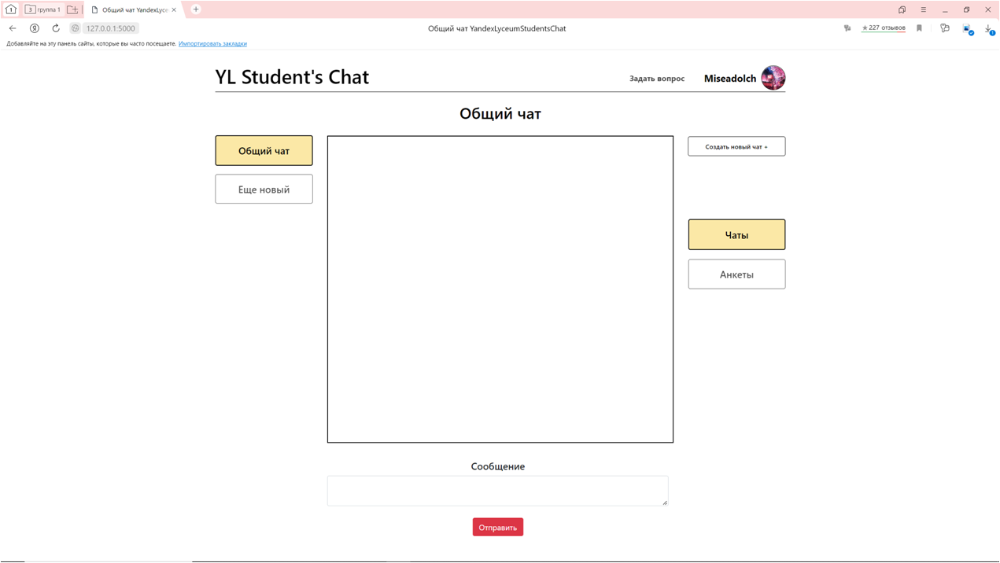 1
3 группа 1
Общий чат YandexLyce
127.0.0.1:5000
Общий чат YandexLyceumStudentsChat
★ 227 отзывов
1
Добавляйте на эту панель сайты, которые вы часто посещаете. Импортировать закладки
YL Student's Chat
Задать вопрос
Miseadolch
Общий чат
Общий чат
Еще новый
Создать новый чат +
Чаты
Анкеты
Сообщение
Отправить